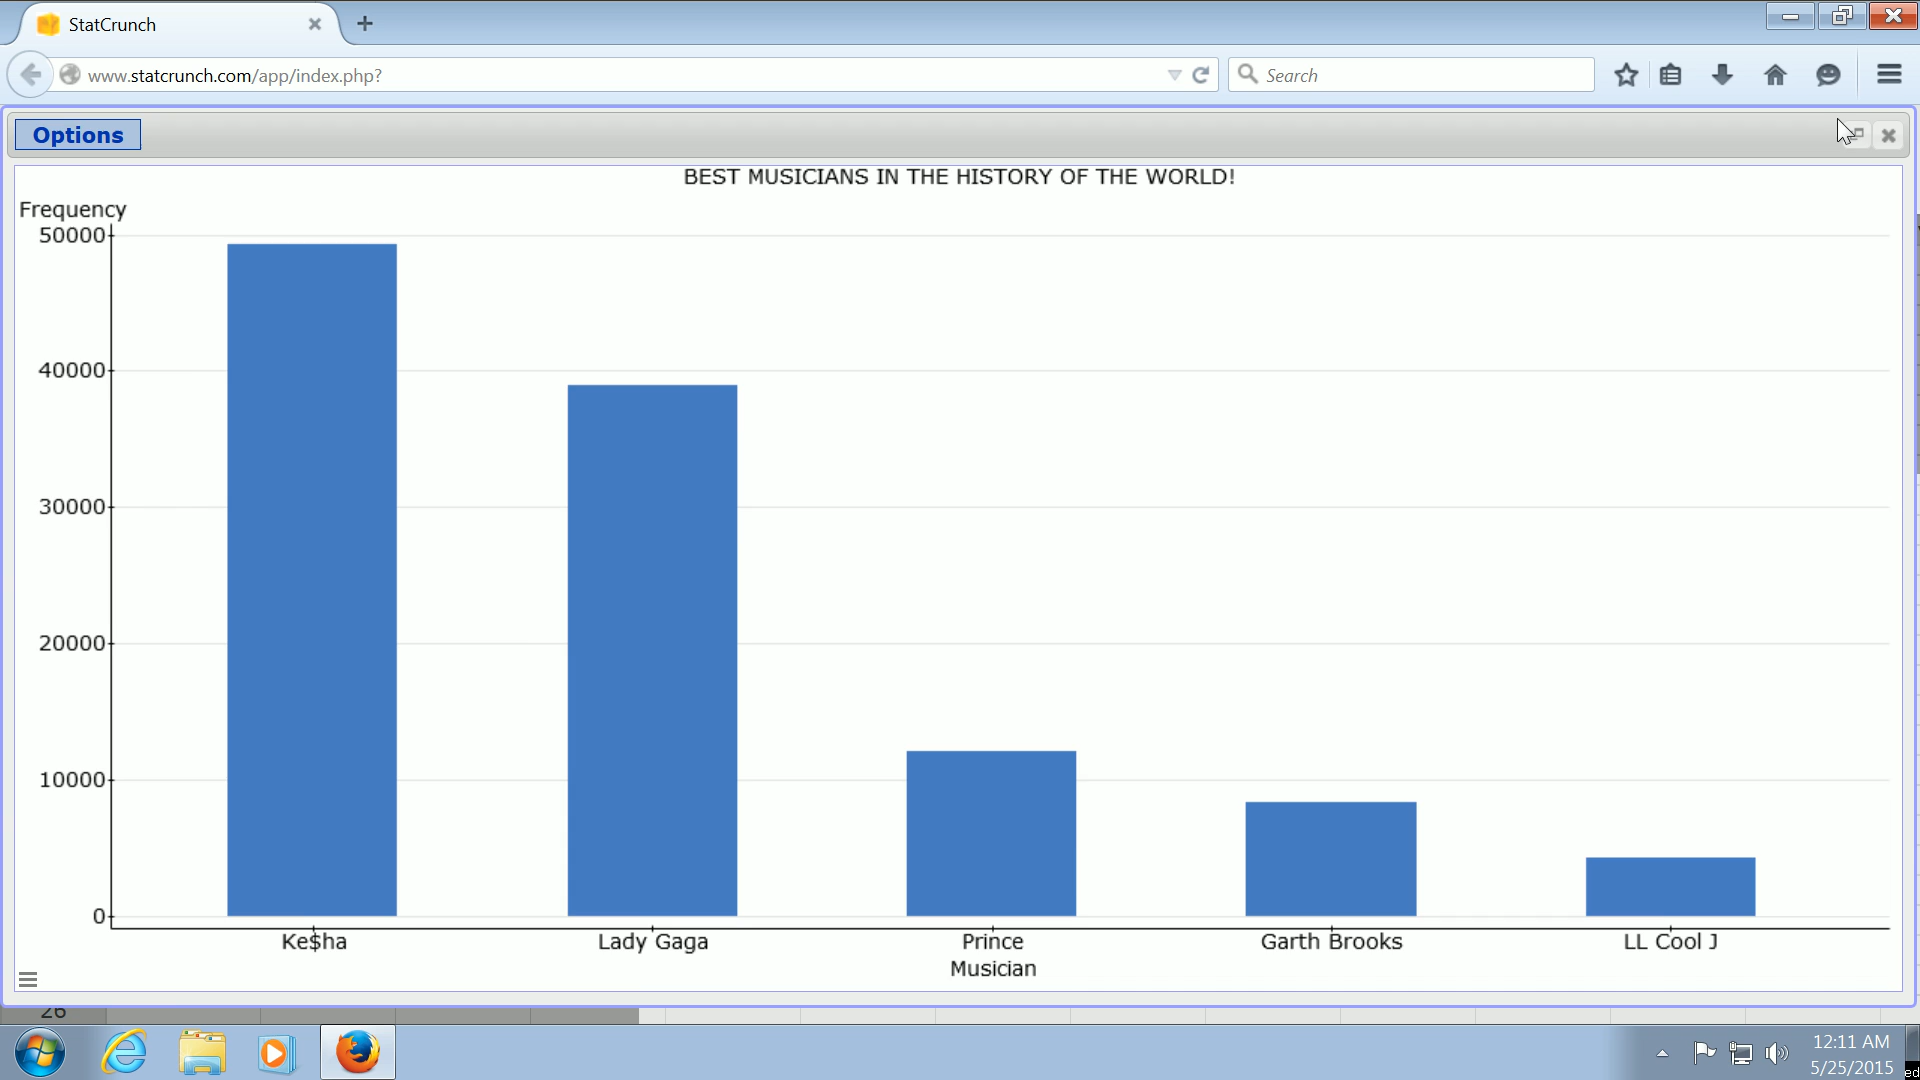 StatCrunch
www.statcrunch.com/app/index.php?
Search
Options
BEST MUSICIANS IN THE HISTORY OF THE WORLD!
Frequency
50000
40000
30000
20000
10000
0
Ke$ha Lady Gaga Prince Garth Brooks LL Cool J
Musician
26
12:11 AM
5/25/2015
ed